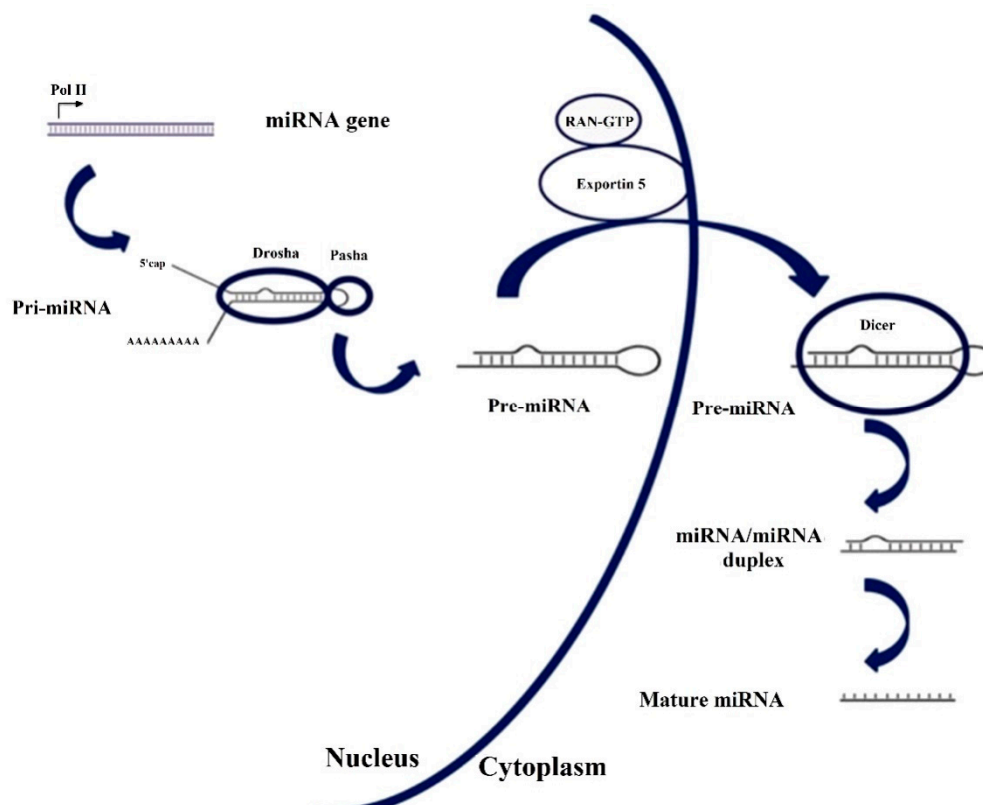 Pol II
miRNA gene
RAN-GTP
Exportin 5
5'cap
Drosha
Pasha
Pri-miRNA
AAAAAAAAA
Pre-miRNA
Dicer
Pre-miRNA
miRNA/miRNA
duplex
Mature miRNA
Nucleus
Cytoplasm